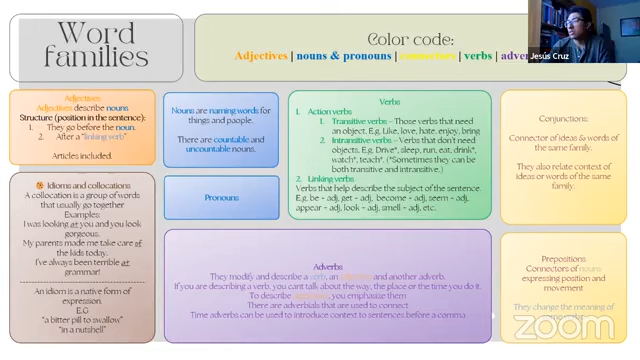 Word
families
Color code:
Adjectives | nouns & pronouns | connectors | verbs | adver
Jesús Cruz
Adjectives
Adjectives describe nouns.
Structure (position in the sentence):
1. They go before the noun.
2. After a "linking verb"
Articles included.
Nouns are naming words for
things and people.
There are countable and
uncountable nouns.
Pronouns
Verbs
1. Action verbs
1. Transitive verbs – Those verbs that need
an object. E.g. Like, love, hate, enjoy, bring
2. Intransitive verbs – Verbs that don't need
objects. E.g. Drive*, sleep, run, eat, drink*,
watch*, teach*. (*Sometimes they can be
both transitive and intransitive.)
2. Linking verbs
Verbs that help describe the subject of the sentence.
E.g. be + adj, get + adj, become + adj, seem + adj,
appear + adj, look + adj, smell + adj, etc.
Conjunctions:
Connector of ideas & words of
the same family.
They also relate context of
ideas or words of the same
family.
Idioms and collocations
A collocation is a group of words
that usually go together
Examples:
I was looking at you and you look
gorgeous.
My parents made me take care of
the kids today.
I've always been terrible at
grammar!
An idiom is a native form of
expression.
E.G
"a bitter pill to swallow"
"in a nutshell"
Adverbs
They modify and describe a verb, an adjective and another adverb.
If you are describing a verb, you cant talk about the way, the place or the time you do it.
To describe adjectives, you emphasize them
There are adverbials that are used to connect
Time adverbs can be used to introduce context to sentences before a comma
Prepositions
Connectors of nouns
expressing position and
movement
They change the meaning of
zoom